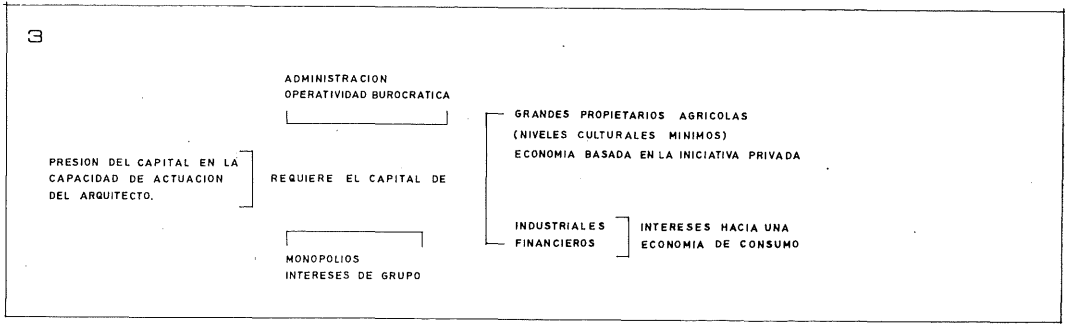 3
ADMINISTRACION
OPERATIVIDAD BUROCRATICA
PRESION DEL CAPITAL EN LA
CAPACIDAD DE ACTUACION
DEL ARQUITECTO.
REQUIERE EL CAPITAL DE
MONOPOLIOS
INTERESES DE GRUPO
GRANDES PROPIETARIOS AGRICOLAS
(NIVELES CULTURALES MINIMOS)
ECONOMIA BASADA EN LA INICIATIVA PRIVADA
INDUSTRIALES
FINANCIEROS
INTERESES HACIA UNA
ECONOMIA DE CONSUMO